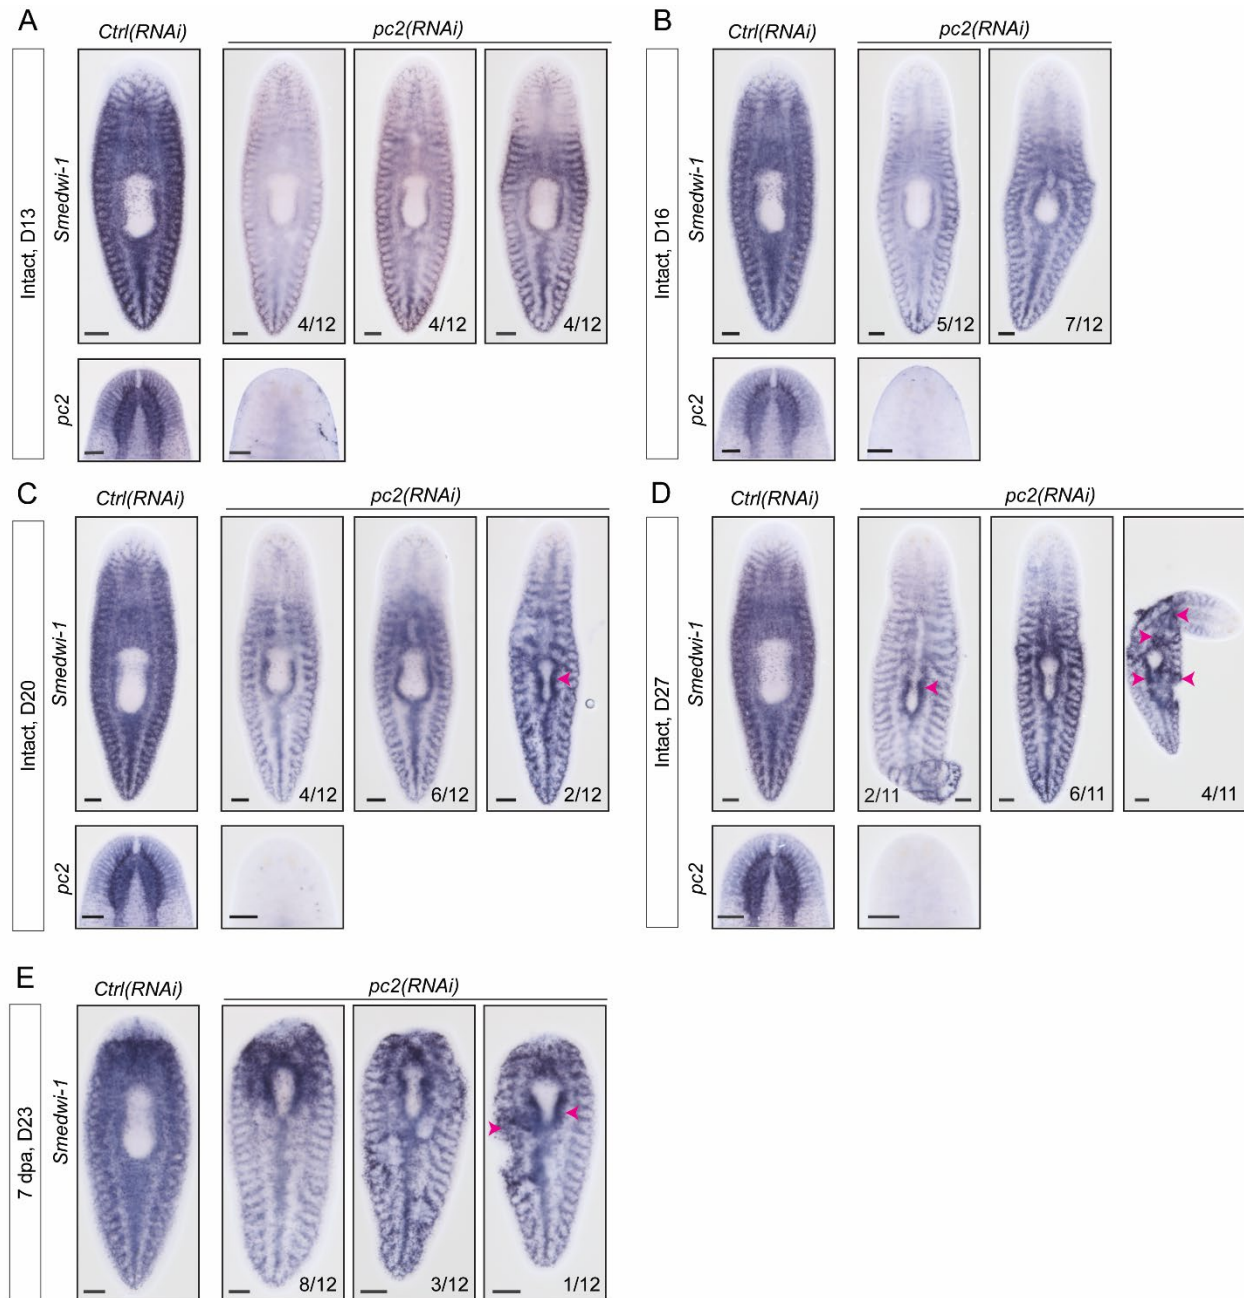 A
Ctrl(RNAi)
pc2(RNAi)
Intact, D13
Smedwi-1
4/12
4/12
4/12
pc2
B
Ctrl(RNAi)
pc2(RNAi)
Intact, D16
Smedwi-1
5/12
7/12
pc2
C
Ctrl(RNAi)
pc2(RNAi)
Intact, D20
Smedwi-1
4/12
6/12
2/12
pc2
D
Ctrl(RNAi)
pc2(RNAi)
Intact, D27
Smedwi-1
2/11
6/11
4/11
pc2
E
Ctrl(RNAi)
pc2(RNAi)
7 dpa, D23
Smedwi-1
8/12
3/12
1/12